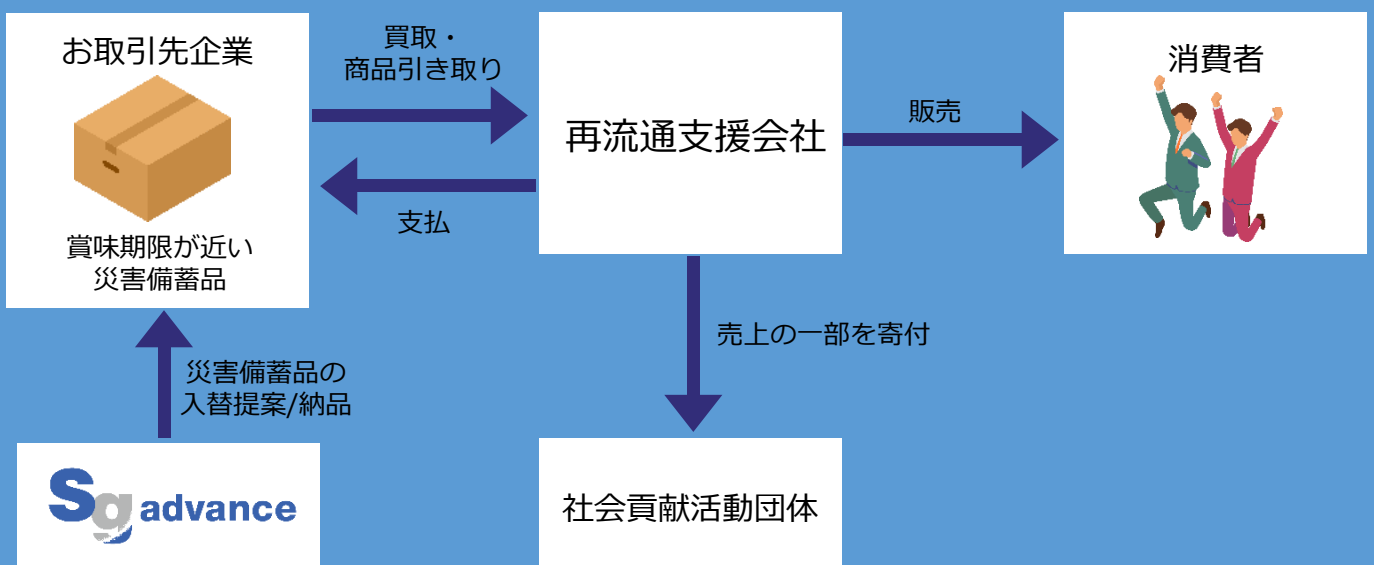 お取引先企業
賞味期限が近い
災害備蓄品
買取・
商品引き取り
支払
再流通支援会社
販売
消費者
売上の一部を寄付
災害備蓄品の
入替提案/納品
Sg advance
社会貢献活動団体